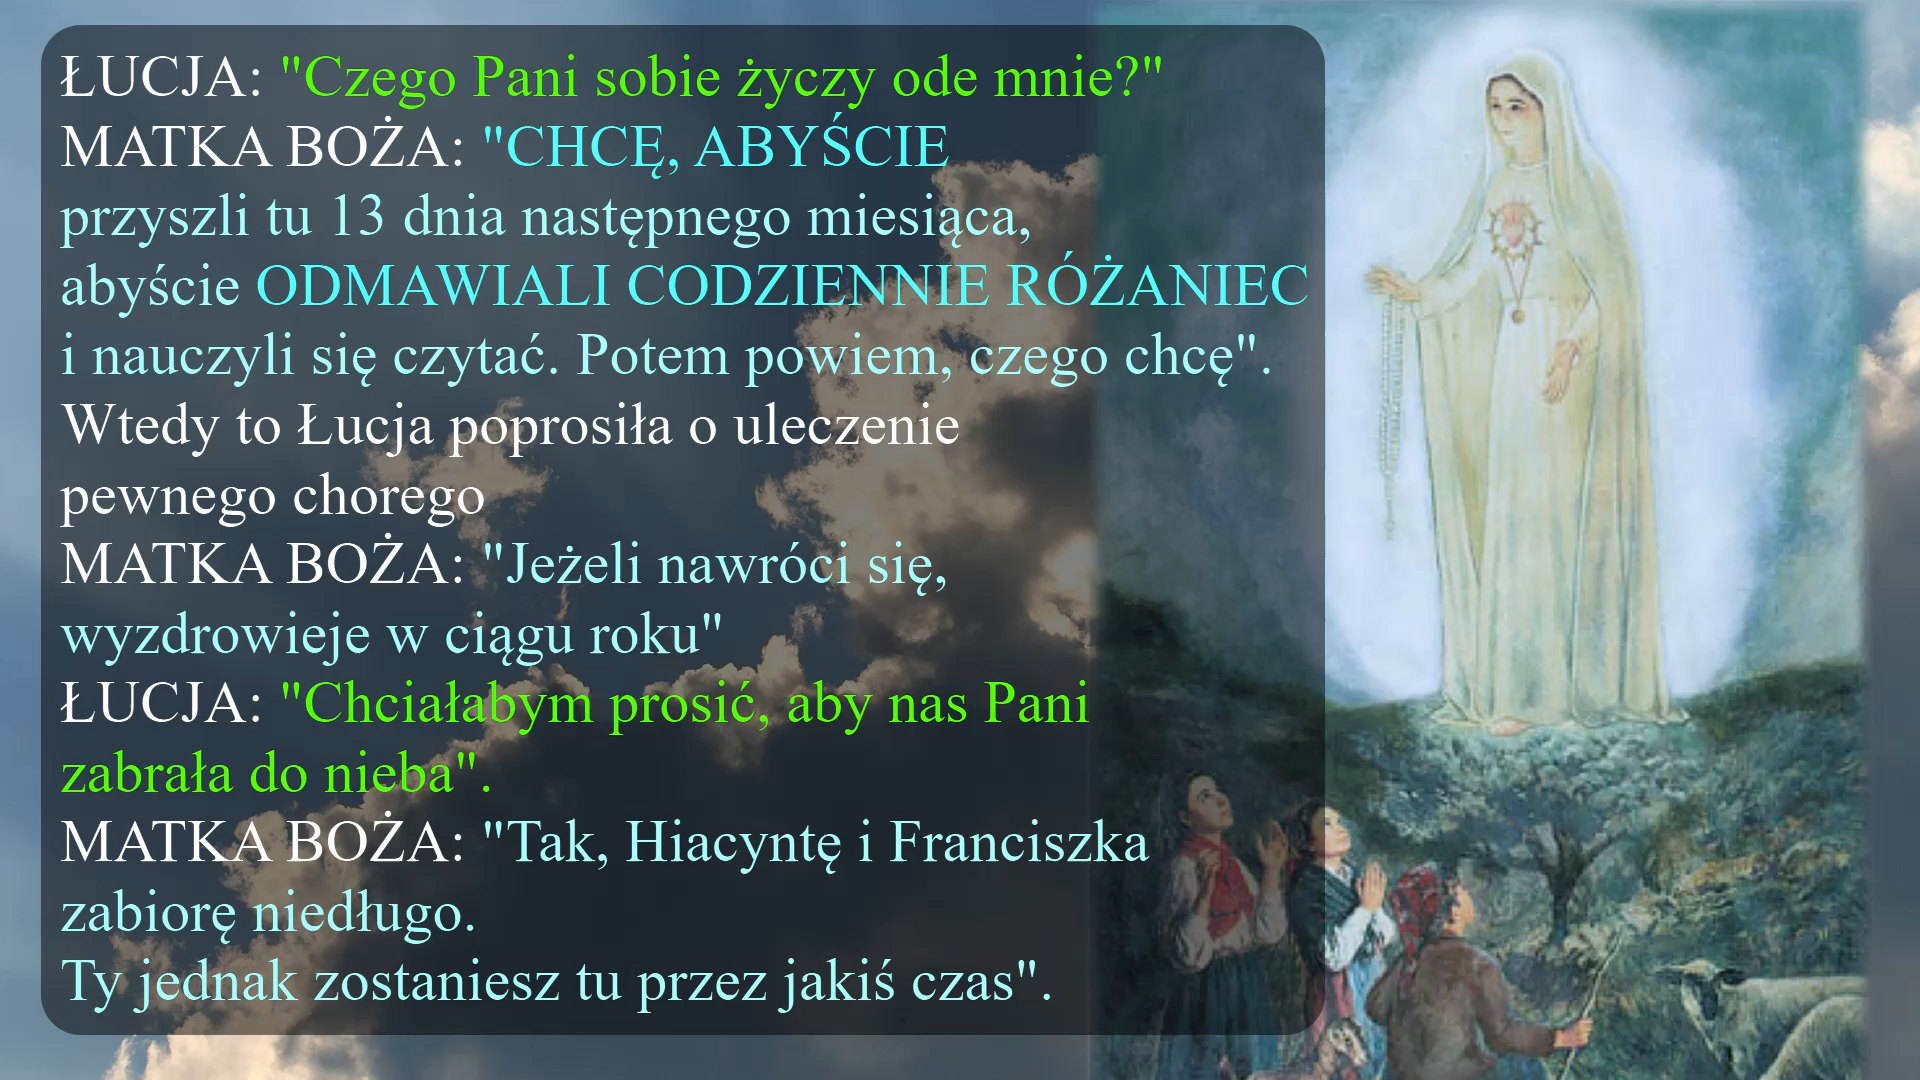 ŁUCJA: "Czego Pani sobie życzy ode mnie?"
MATKA BOŻA: "CHCĘ, ABYŚCIE
przyszli tu 13 dnia następnego miesiąca,
abyście ODMAWIALI CODZIENNIE RÓŻANIEC
i nauczyli się czytać. Potem powiem, czego chcę".
Wtedy to Łucja poprosiła o uleczenie
pewnego chorego
MATKA BOŻA: "Jeżeli nawróci się,
wyzdrowieje w ciągu roku"
ŁUCJA: "Chciałabym prosić, aby nas Pani
zabrała do nieba".
MATKA BOŻA: "Tak, Hiacyntę i Franciszka
zabiorę niedługo.
Ty jednak zostaniesz tu przez jakiś czas".